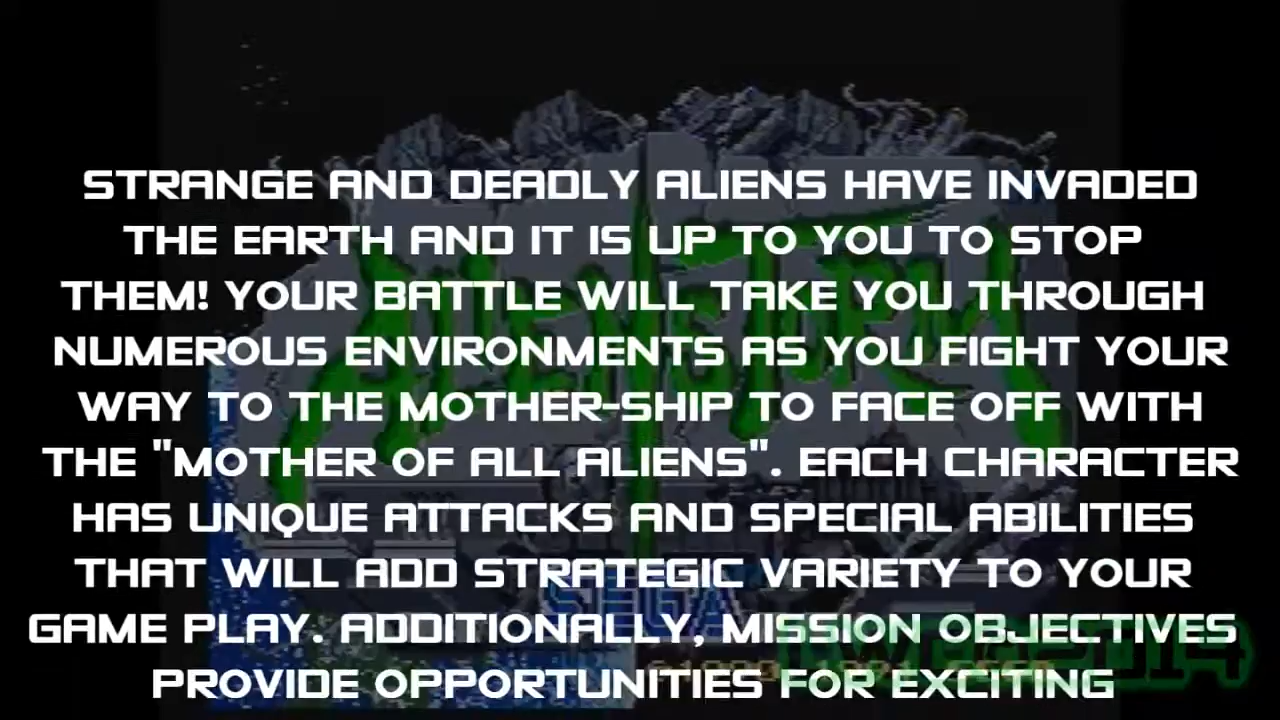 STRANGE AND DEADLY ALIENS HAVE INVADED
THE EARTH AND IT IS UP TO YOU TO STOP
THEM! YOUR BATTLE WILL TAKE YOU THROUGH
NUMEROUS ENVIRONMENTS AS YOU FIGHT YOUR
WAY TO THE MOTHER-SHIP TO FACE OFF WITH
THE "MOTHER OF ALL ALIENS". EACH CHARACTER
HAS UNIQUE ATTACKS AND SPECIAL ABILITIES
THAT WILL ADD STRATEGIC VARIETY TO YOUR
GAME PLAY. ADDITIONALLY, MISSION OBJECTIVES
PROVIDE OPPORTUNITIES FOR EXCITING
ALIEN STORM
SEGA